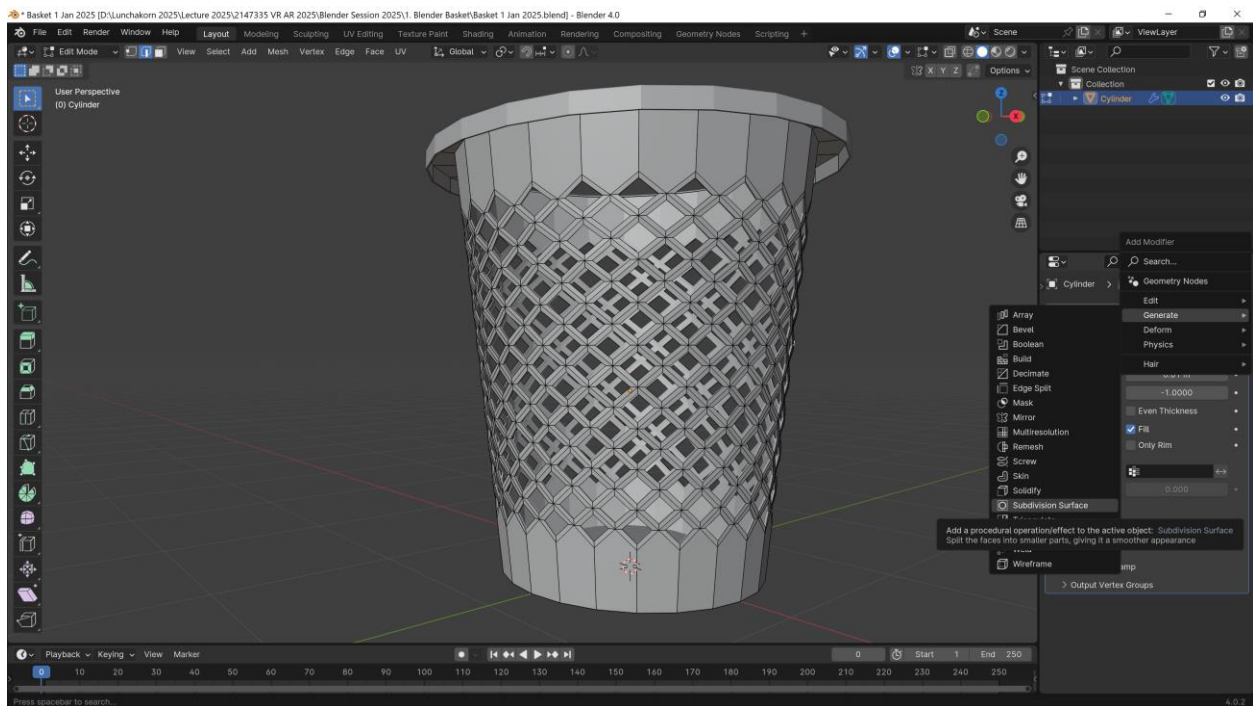 * Basket 1 Jan 2025 [D:\Lunchakorn 2025\Lecture 2025\2147335 VR AR 2025\Blender Session 2025\1. Blender Basket\Basket 1 Jan 2025.blend] - Blender 4.0
File Edit Render Window Help Layout Modeling Sculpting UV Editing Texture Paint Shading Animation Rendering Compositing Geometry Nodes Scripting + Scene ViewLayer
Edit Mode View Select Add Mesh Vertex Edge Face UV Global
X Y Z Options
User Perspective
(0) Cylinder
Z
X
Scene Collection
Collection
Cylinder
Add Modifier
Search...
Geometry Nodes
Cylinder
Edit
Generate
Deform
Physics
Hair
Array
Bevel
Boolean
Build
Decimate
Edge Split
Mask
Mirror
Multiresolution
Remesh
Screw
Skin
Solidify
Subdivision Surface
-1.0000
Even Thickness
Fill
Only Rim
0.000
Add a procedural operation/effect to the active object: Subdivision Surface
Split the faces into smaller parts, giving it a smoother appearance
Weld
Wireframe
Output Vertex Groups
Playback Keying View Marker 0 Start 1 End 250
0 10 20 30 40 50 60 70 80 90 100 110 120 130 140 150 160 170 180 190 200 210 220 230 240 250
Press spacebar to search...
4.0.2